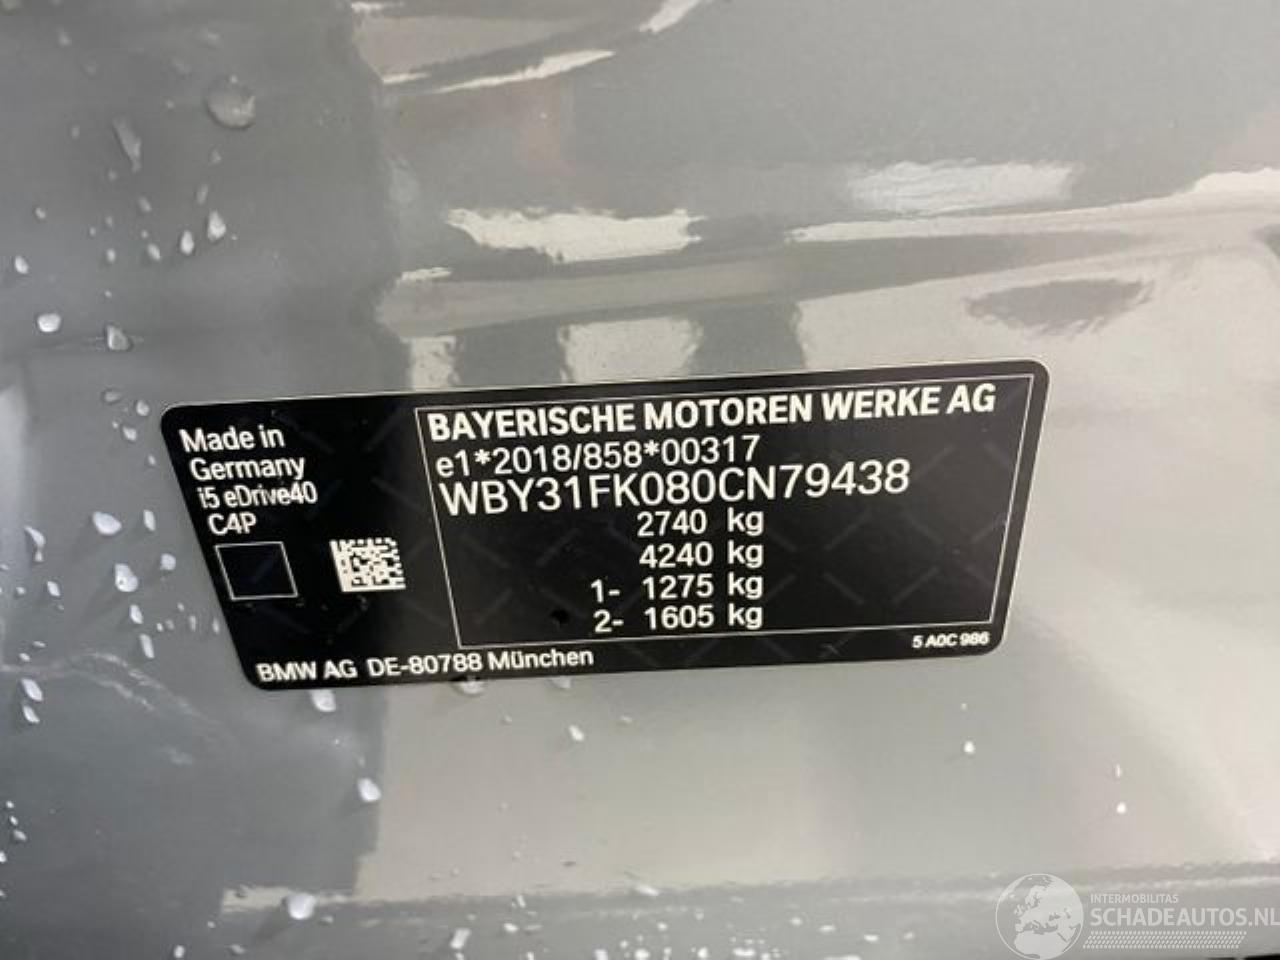 Made in
Germany
i5 eDrive40
C4P
BAYERISCHE MOTOREN WERKE AG
e1*2018/858*00317
WBY31FK080CN79438
2740 kg
4240 kg
1- 1275 kg
2- 1605 kg
5 A0C 986
BMW AG DE-80788 München
INTERMOBILITAS
SCHADEAUTOS.NL